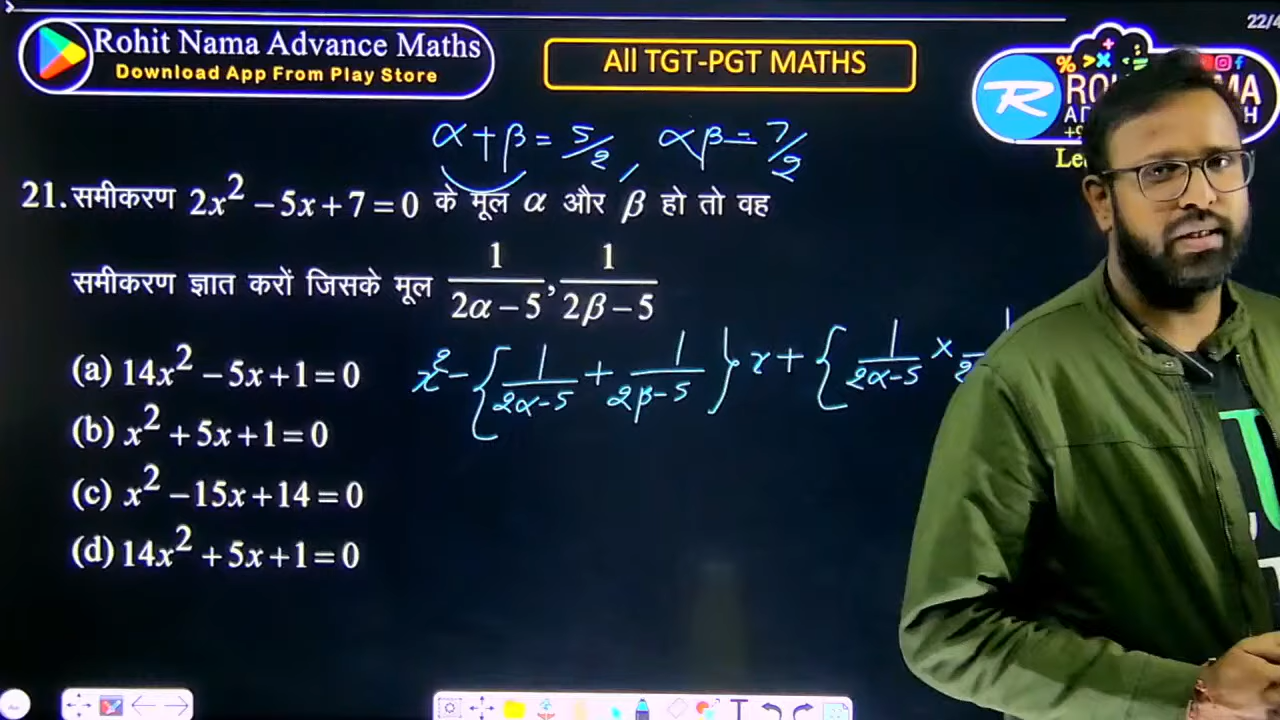 22/4
Rohit Nama Advance Maths
Download App From Play Store
All TGT-PGT MATHS
α+β = 5/2, αβ = 7/2
21. समीकरण 2x² − 5x + 7 = 0 के मूल α और β हो तो वह
समीकरण ज्ञात करों जिसके मूल 1/(2α − 5), 1/(2β − 5)
x² − {1/(2α−5) + 1/(2β−5)} x + {1/(2α−5) × 1/2
(a) 14x² − 5x + 1 = 0
(b) x² + 5x + 1 = 0
(c) x² − 15x + 14 = 0
(d) 14x² + 5x + 1 = 0